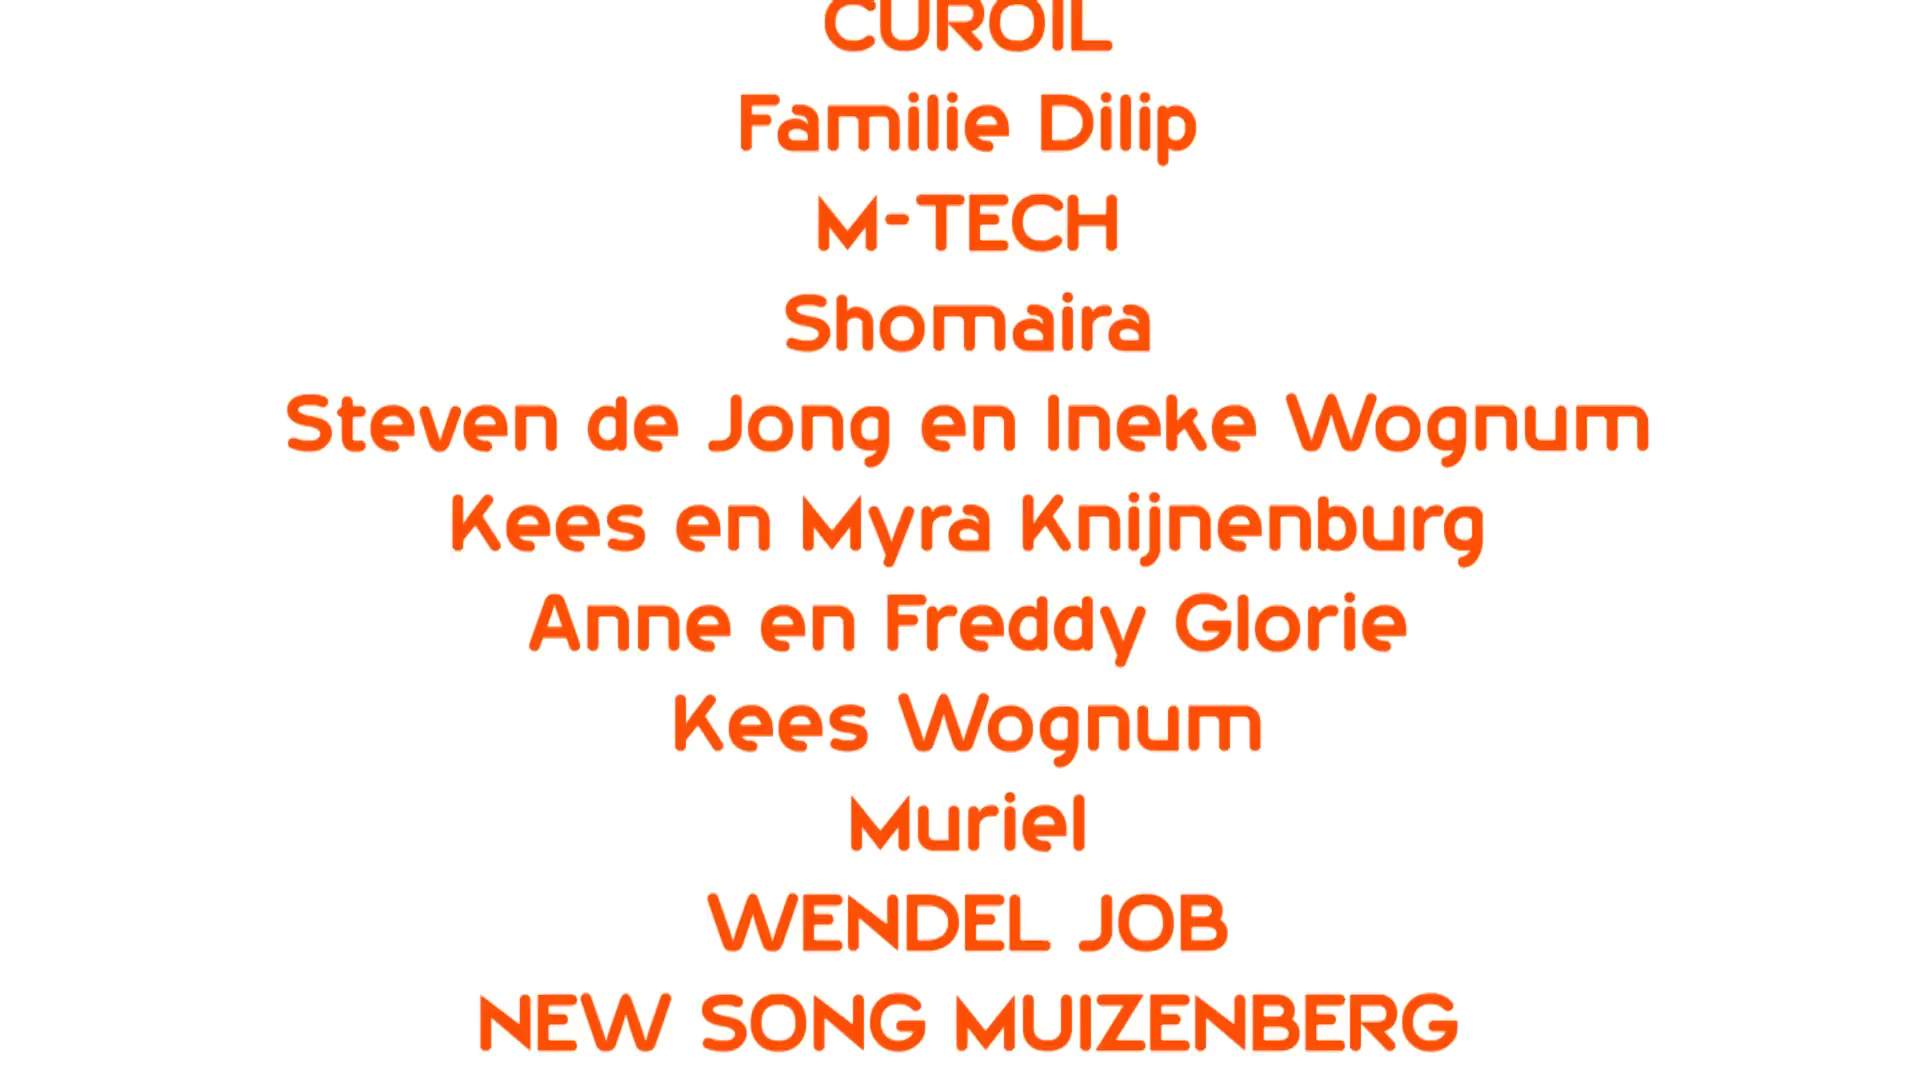 CUROIL
Familie Dilip
M-TECH
Shomaira
Steven de Jong en Ineke Wognum
Kees en Myra Knijnenburg
Anne en Freddy Glorie
Kees Wognum
Muriel
WENDEL JOB
NEW SONG MUIZENBERG